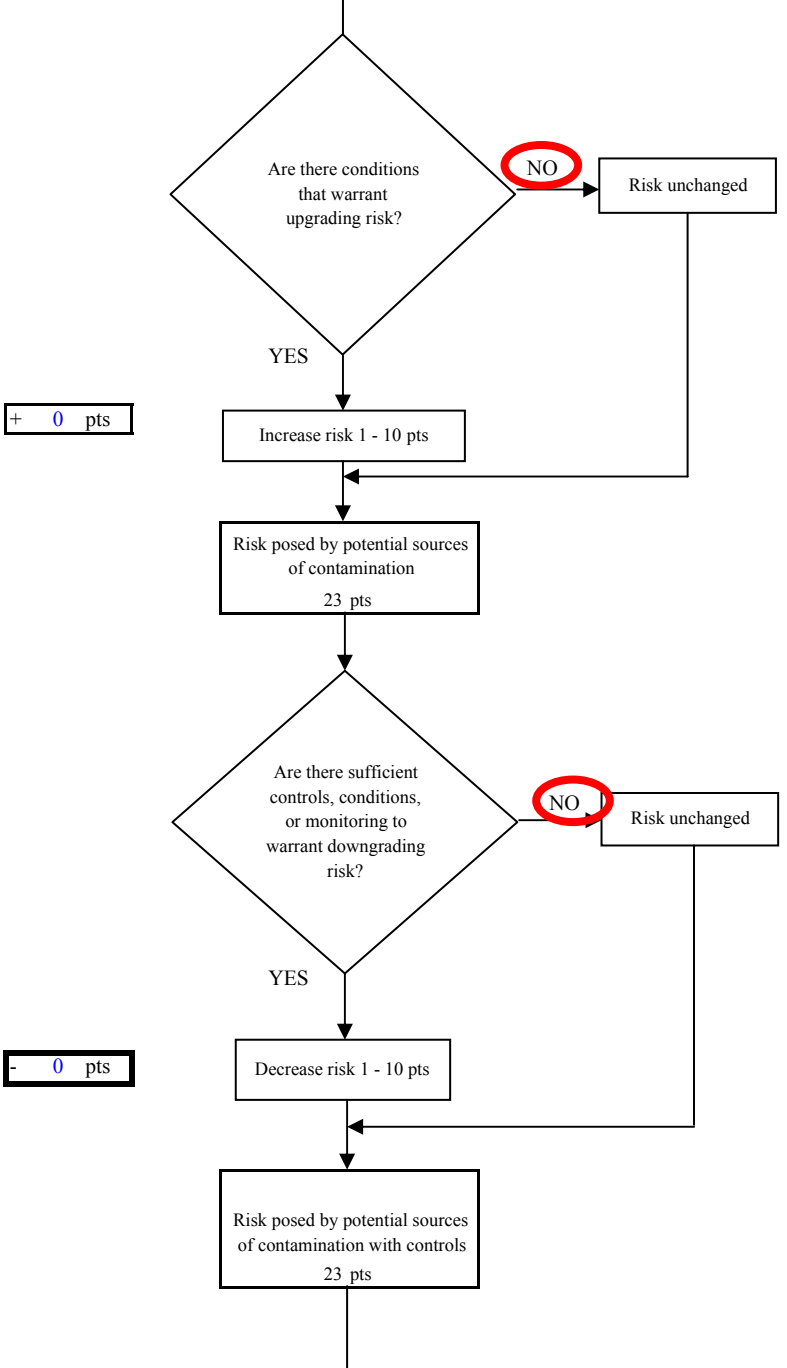 Are there conditions
that warrant
upgrading risk?
NO
Risk unchanged
YES
+ 0 pts
Increase risk 1 - 10 pts
Risk posed by potential sources
of contamination
23 pts
Are there sufficient
controls, conditions,
or monitoring to
warrant downgrading
risk?
NO
Risk unchanged
YES
- 0 pts
Decrease risk 1 - 10 pts
Risk posed by potential sources
of contamination with controls
23 pts